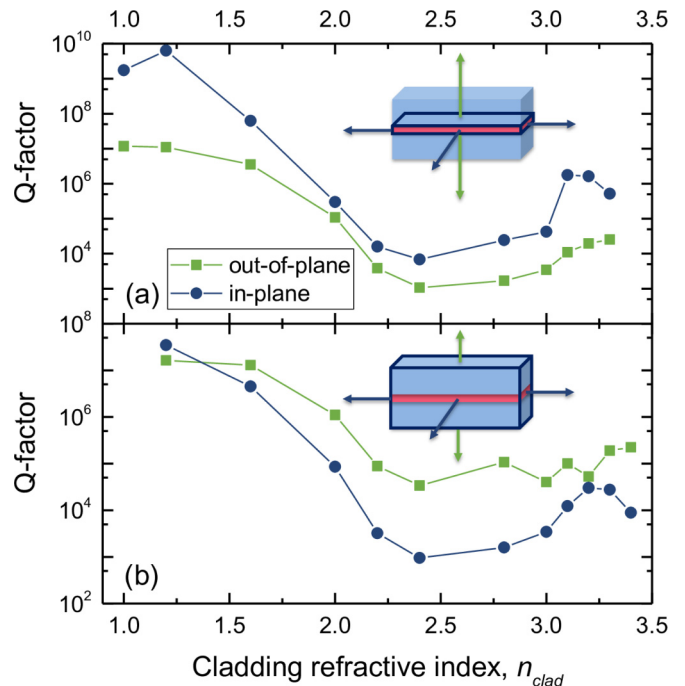 1.0 1.5 2.0 2.5 3.0 3.5
10^10
10^8
10^6
10^4
10^8
Q-factor
out-of-plane
in-plane
(a)
10^6
10^4
10^2
Q-factor
(b)
1.0 1.5 2.0 2.5 3.0 3.5
Cladding refractive index, n_clad